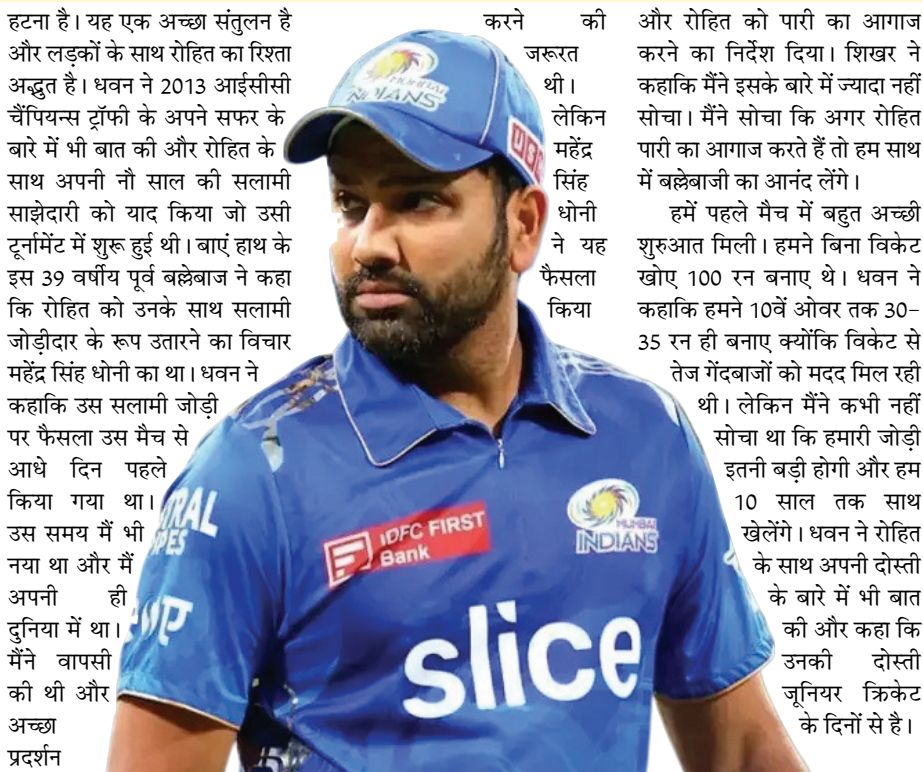 हटना है। यह एक अच्छा संतुलन है
और लड़कों के साथ रोहित का रिश्ता
अद्भुत है। धवन ने 2013 आईसीसी
चैंपियन्स ट्रॉफी के अपने सफर के
बारे में भी बात की और रोहित के
साथ अपनी नौ साल की सलामी
साझेदारी को याद किया जो उसी
टूर्नामेंट में शुरू हुई थी। बाएं हाथ के
इस 39 वर्षीय पूर्व बल्लेबाज ने कहा
कि रोहित को उनके साथ सलामी
जोड़ीदार के रूप उतारने का विचार
महेंद्र सिंह धोनी का था। धवन ने
कहाकि उस सलामी जोड़ी
पर फैसला उस मैच से
आधे दिन पहले
किया गया था।
उस समय मैं भी
नया था और मैं
अपनी ही
दुनिया में था।
मैंने वापसी
की थी और
अच्छा
प्रदर्शन
करने की
जरूरत
थी।
लेकिन
महेंद्र
सिंह
धोनी
ने यह
फैसला
किया
और रोहित को पारी का आगाज
करने का निर्देश दिया। शिखर ने
कहाकि मैंने इसके बारे में ज्यादा नहीं
सोचा। मैंने सोचा कि अगर रोहित
पारी का आगाज करते हैं तो हम साथ
में बल्लेबाजी का आनंद लेंगे।
हमें पहले मैच में बहुत अच्छी
शुरुआत मिली। हमने बिना विकेट
खोए 100 रन बनाए थे। धवन ने
कहाकि हमने 10वें ओवर तक 30-
35 रन ही बनाए क्योंकि विकेट से
तेज गेंदबाजों को मदद मिल रही
थी। लेकिन मैंने कभी नहीं
सोचा था कि हमारी जोड़ी
इतनी बड़ी होगी और हम
10 साल तक साथ
खेलेंगे। धवन ने रोहित
के साथ अपनी दोस्ती
के बारे में भी बात
की और कहा कि
उनकी दोस्ती
जूनियर क्रिकेट
के दिनों से है।
MUMBAI
INDIANS
IDFC FIRST
Bank
MUMBAI
INDIANS
slice